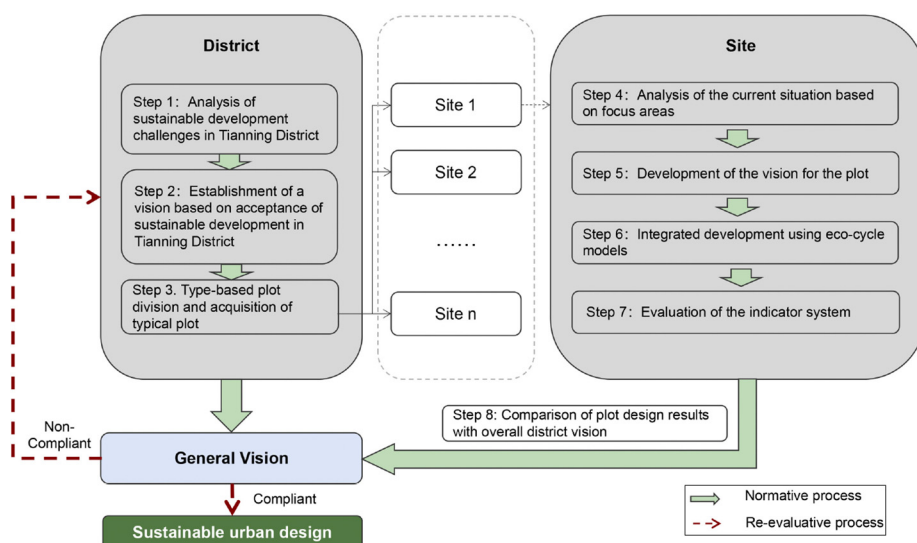 District
Step 1：Analysis of
sustainable development
challenges in Tianning District
Step 2：Establishment of a
vision based on acceptance of
sustainable development in
Tianning District
Step 3. Type-based plot
division and acquisition of
typical plot
Site 1
Site 2
......
Site n
Site
Step 4：Analysis of the current situation based
on focus areas
Step 5：Development of the vision for the plot
Step 6：Integrated development using eco-cycle
models
Step 7：Evaluation of the indicator system
Step 8: Comparison of plot design results
with overall district vision
Non-
Compliant
General Vision
Compliant
Sustainable urban design
Normative process
Re-evaluative process